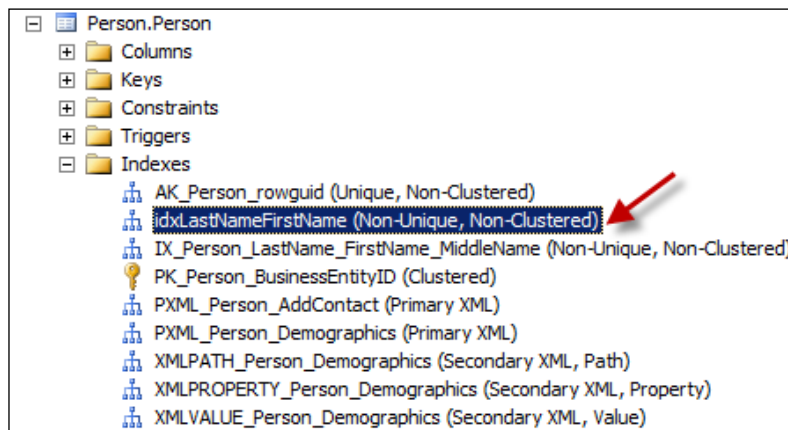 Person.Person
Columns
Keys
Constraints
Triggers
Indexes
AK_Person_rowguid (Unique, Non-Clustered)
idxLastNameFirstName (Non-Unique, Non-Clustered)
IX_Person_LastName_FirstName_MiddleName (Non-Unique, Non-Clustered)
PK_Person_BusinessEntityID (Clustered)
PXML_Person_AddContact (Primary XML)
PXML_Person_Demographics (Primary XML)
XMLPATH_Person_Demographics (Secondary XML, Path)
XMLPROPERTY_Person_Demographics (Secondary XML, Property)
XMLVALUE_Person_Demographics (Secondary XML, Value)